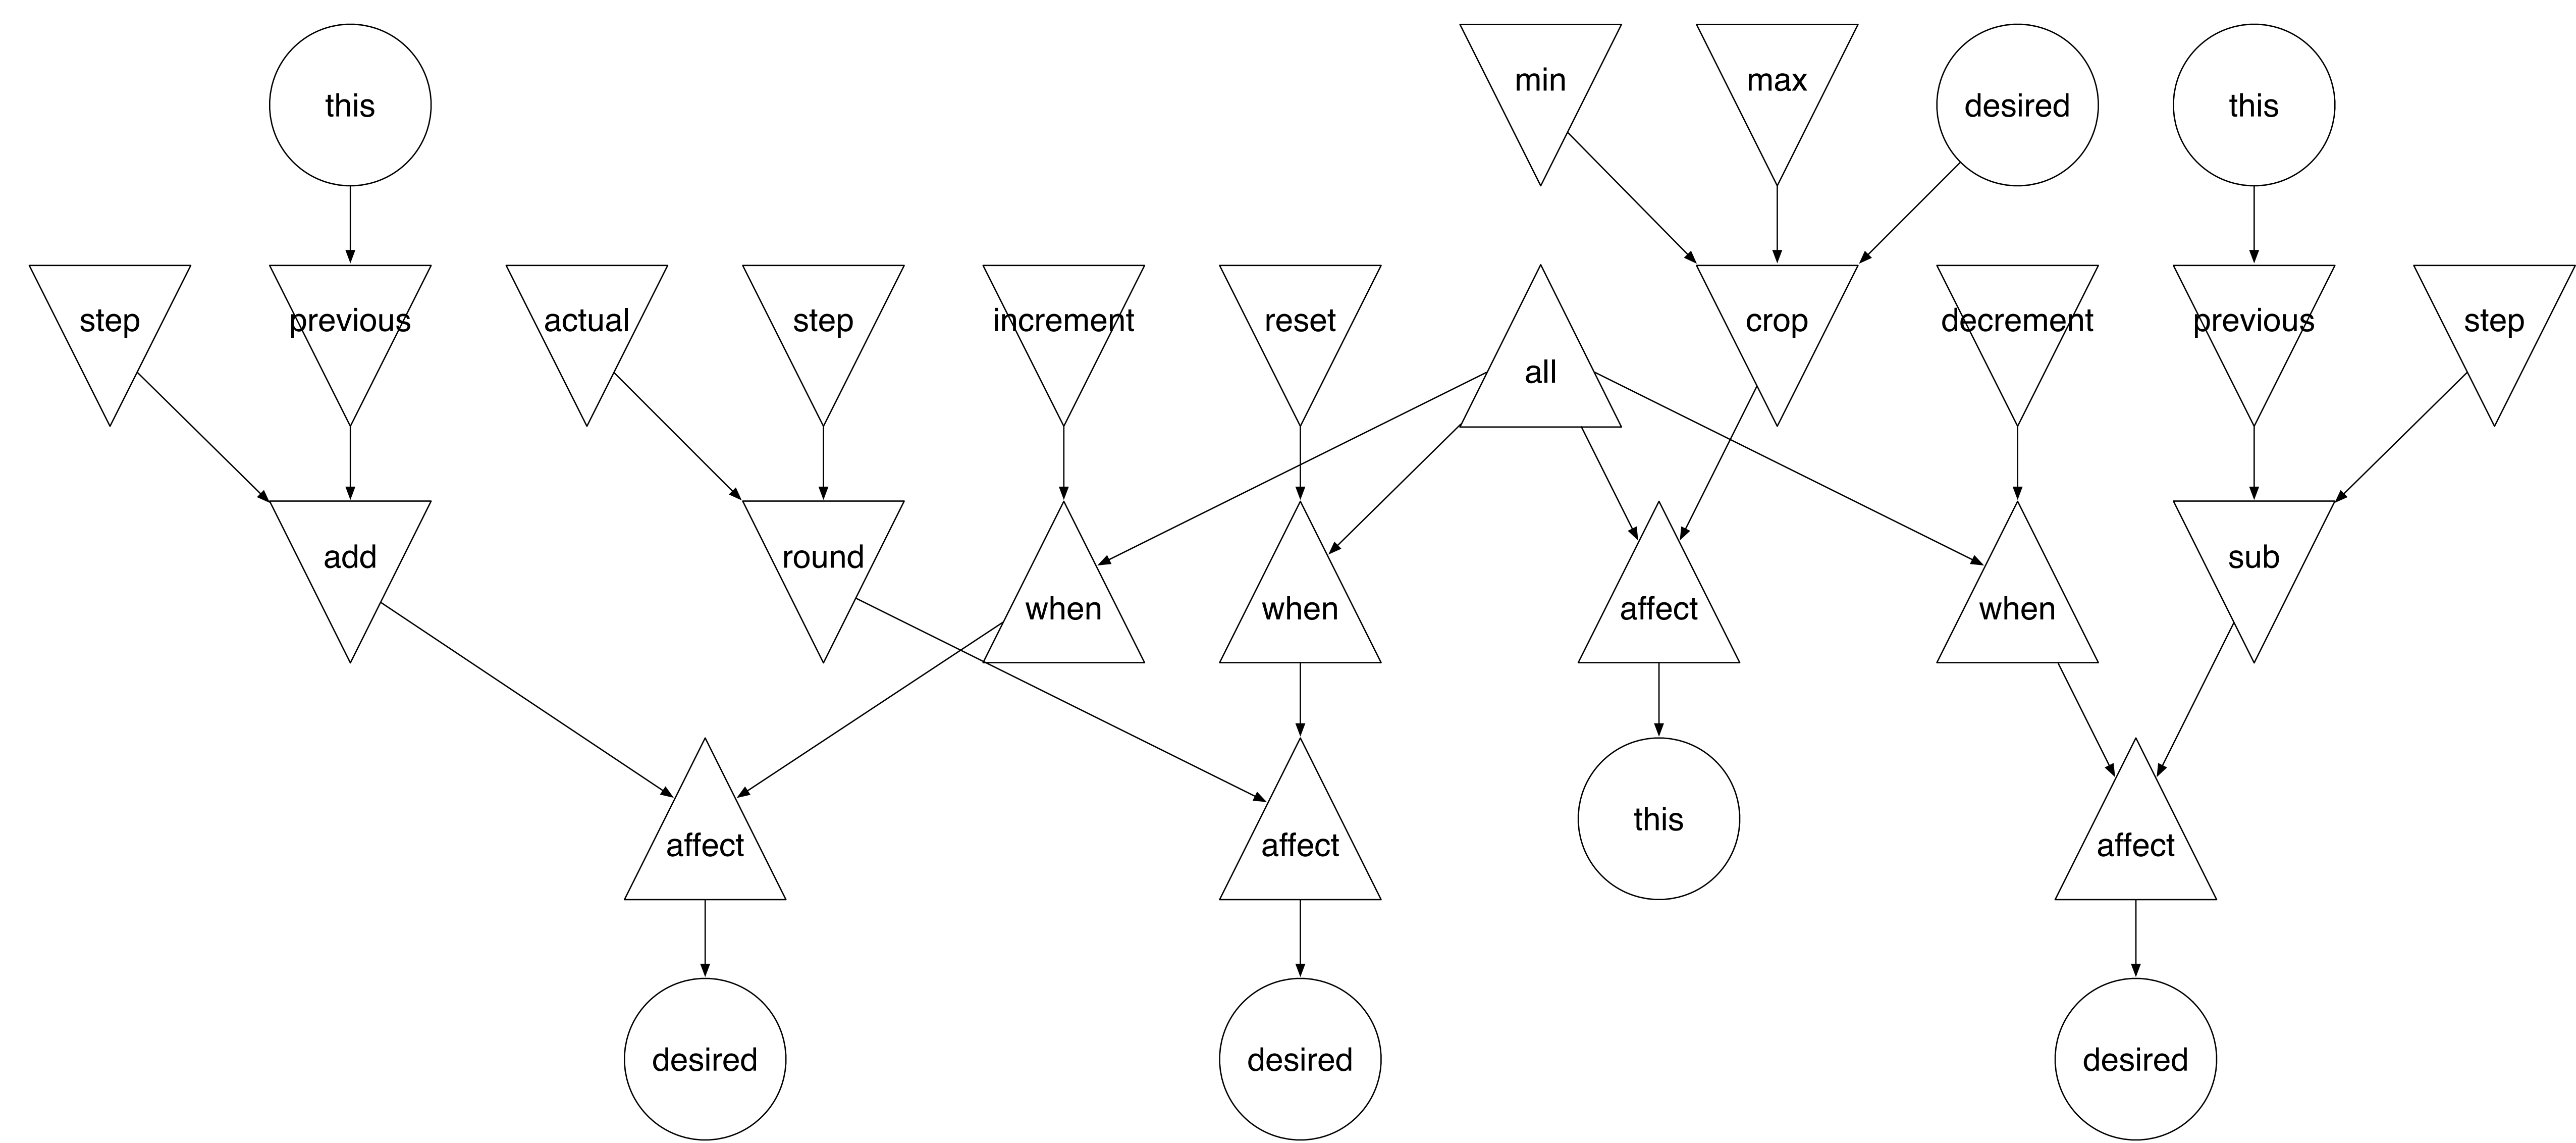 this
min
max
desired
this
step
previous
actual
step
increment
reset
all
crop
decrement
previous
step
add
round
when
when
affect
when
sub
affect
affect
this
affect
desired
desired
desired